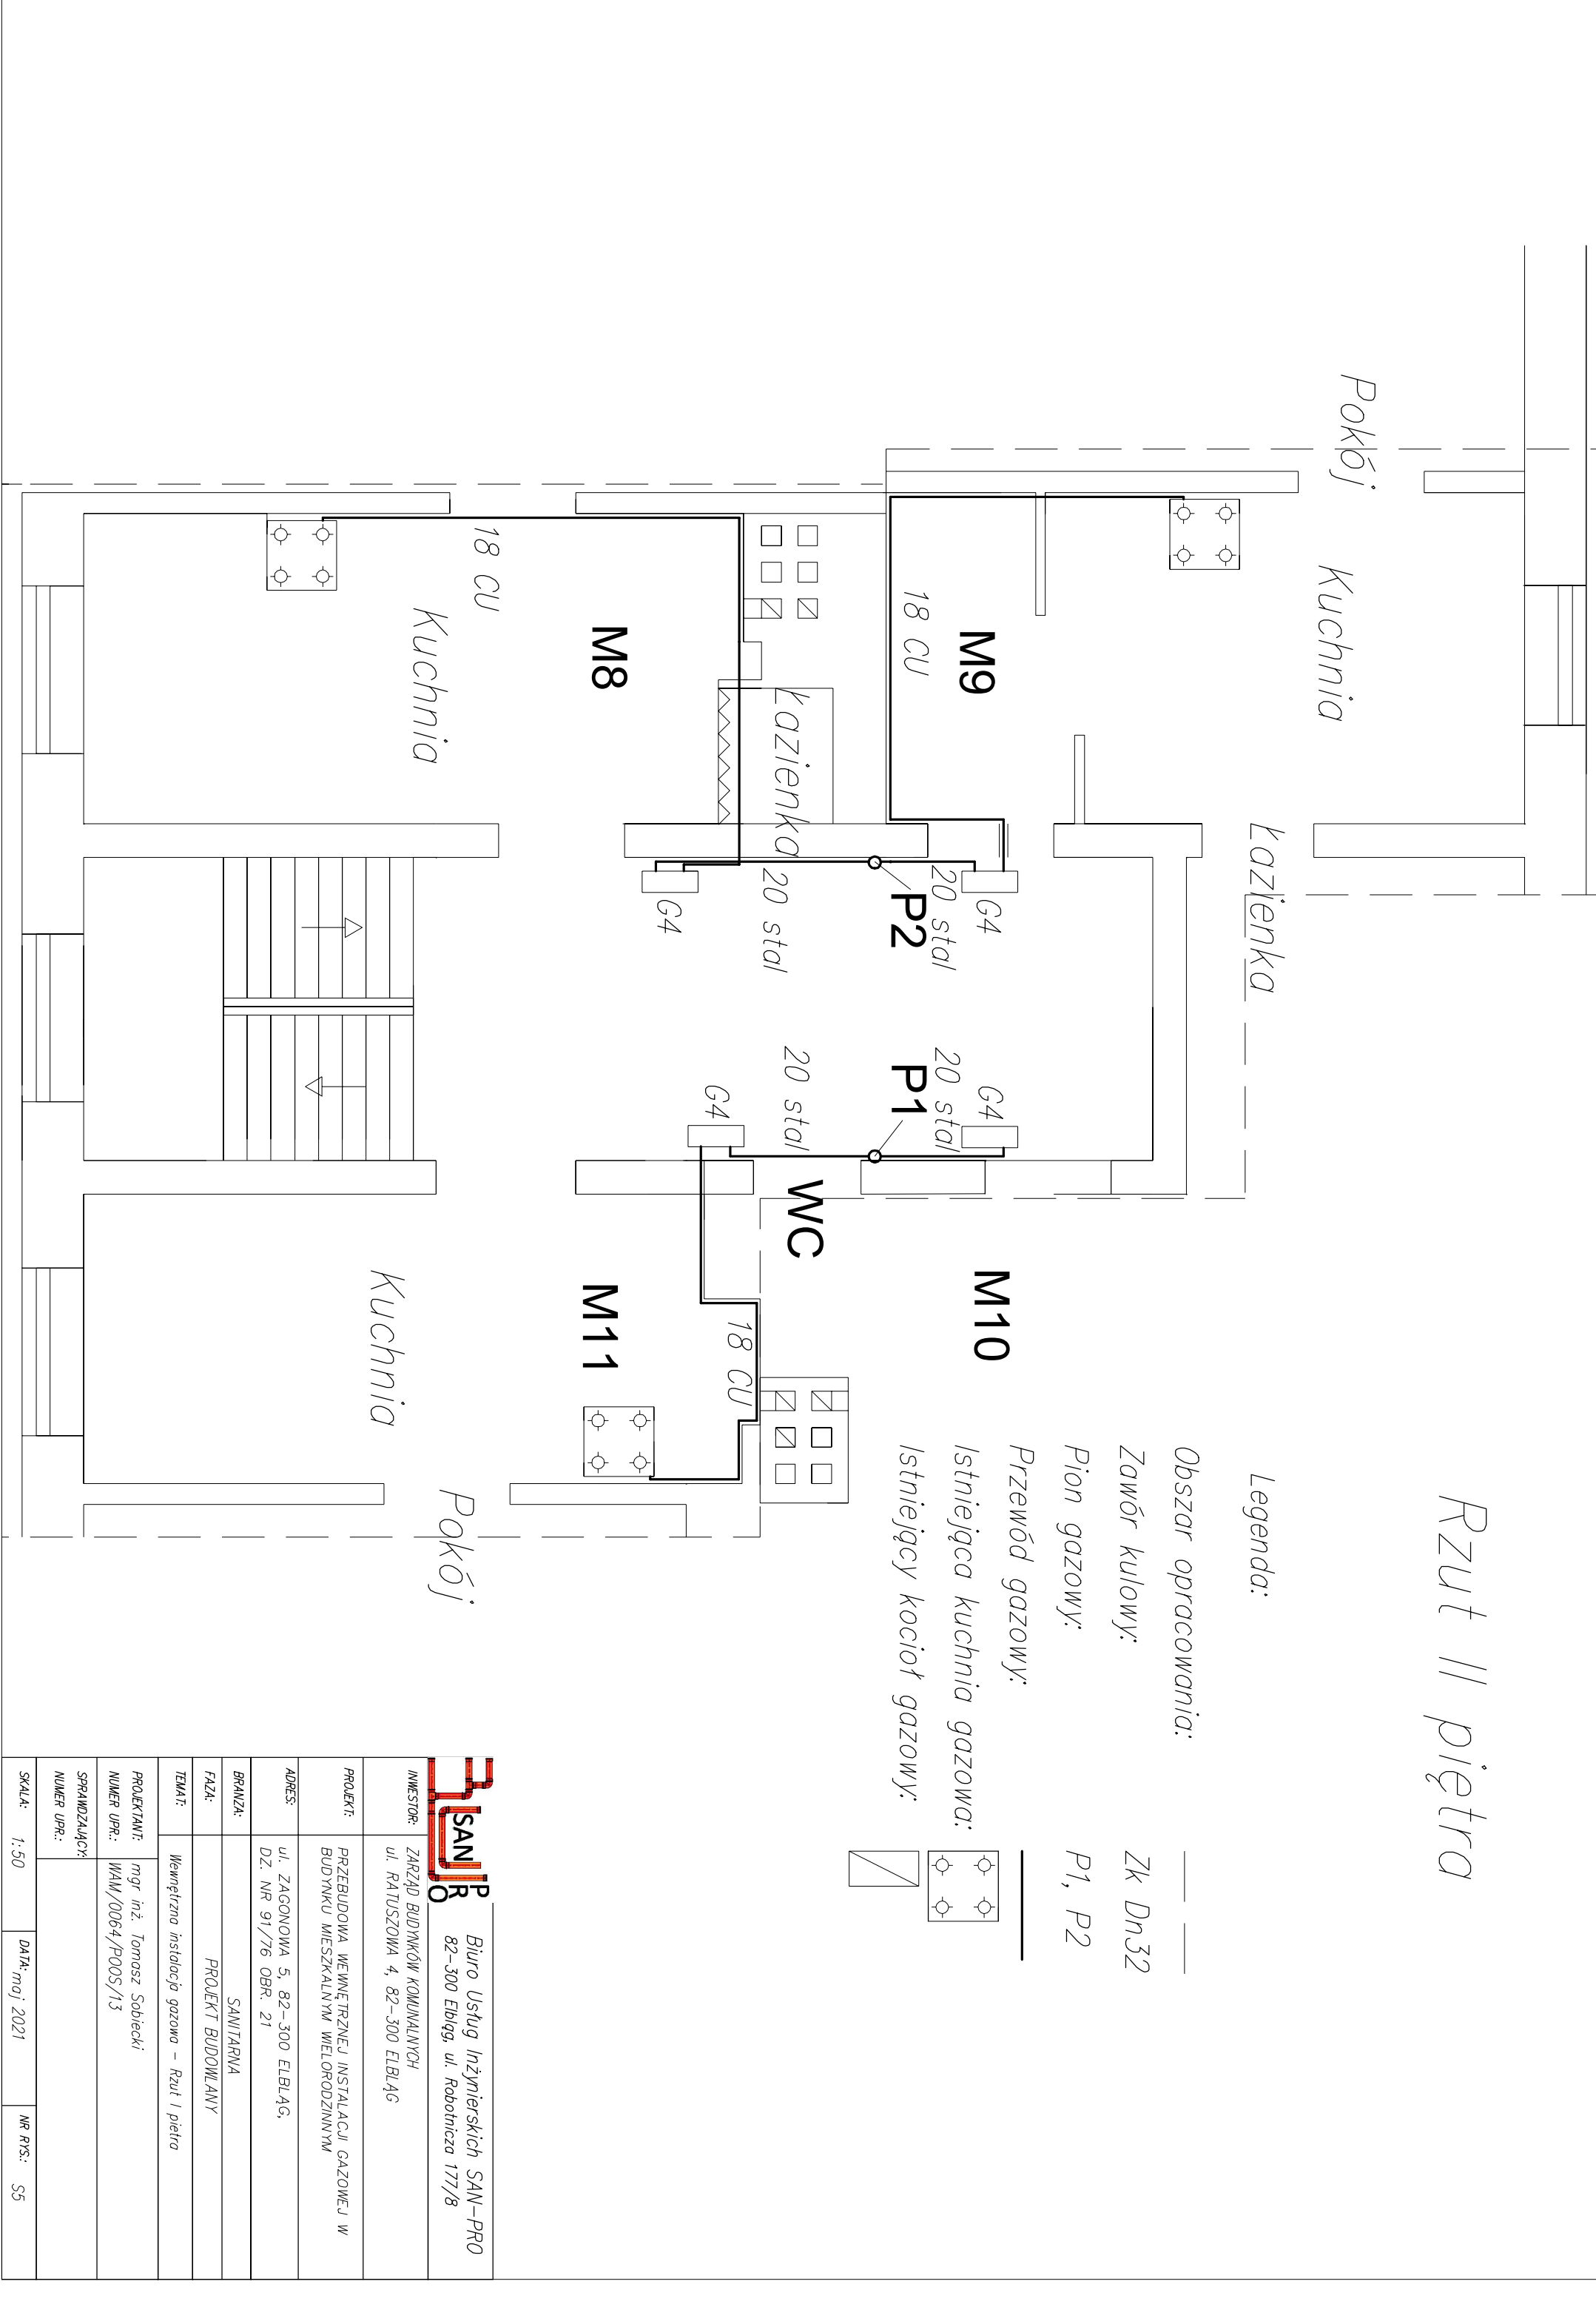 Rzut II piętra
Pokój
Kuchnia
Łazienka
Legenda:
Obszar opracowania:
Zawór kulowy: Zk Dn32
Pion gazowy: P1, P2
Przewód gazowy:
Istniejąca kuchnia gazowa:
Istniejący kocioł gazowy:
M9
18 CU
G4
20 stal
P2
G4
20 stal
P1
M10
WC
Łazienka
20 stal
G4
20 stal
G4
18 CU
M8
18 CU
Kuchnia
M11
Kuchnia
Pokój
SAN
P
R
O
Biuro Usług Inżynierskich SAN-PRO
82-300 Elbląg, ul. Robotnicza 177/8
INWESTOR: ZARZĄD BUDYNKÓW KOMUNALNYCH
ul. RATUSZOWA 4, 82-300 ELBLĄG
PROJEKT: PRZEBUDOWA WEWNĘTRZNEJ INSTALACJI GAZOWEJ W
BUDYNKU MIESZKALNYM WIELORODZINNYM
ADRES: ul. ZAGONOWA 5, 82-300 ELBLĄG,
DZ. NR 91/76 OBR. 21
BRANŻA: SANITARNA
FAZA: PROJEKT BUDOWLANY
TEMAT: Wewnętrzna instalacja gazowa - Rzut I piętra
PROJEKTANT: mgr inż. Tomasz Sobiecki
NUMER UPR.: WAM/0064/POOS/13
SPRAWDZAJĄCY:
NUMER UPR.:
SKALA: 1:50 DATA: maj 2021 NR RYS.: S5